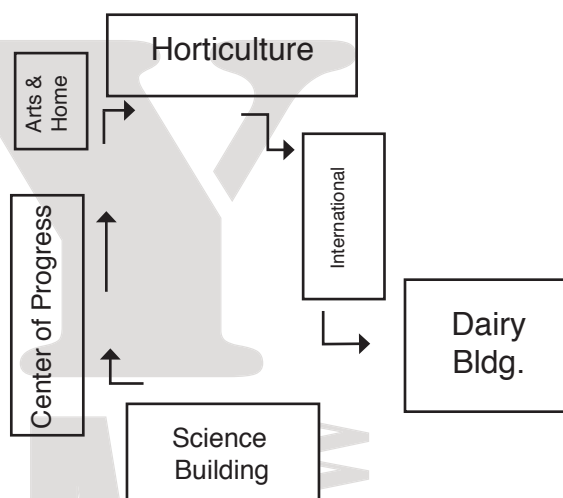 Horticulture
Arts &
Home
International
Center of Progress
Dairy
Bldg.
Science
Building